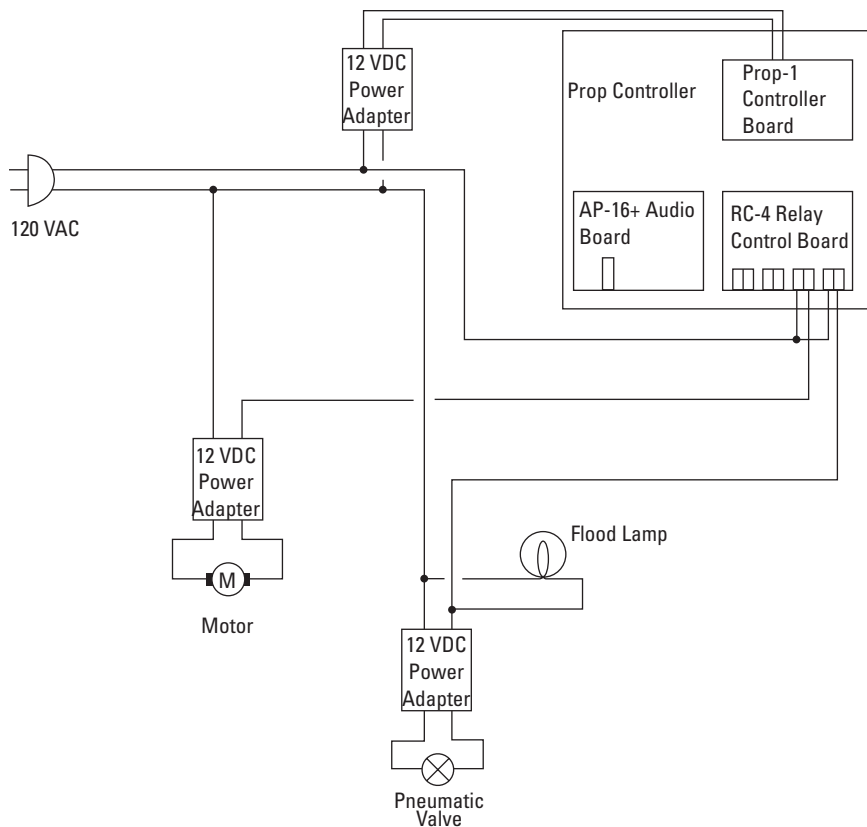 12 VDC
Power
Adapter
Prop Controller
Prop-1
Controller
Board
120 VAC
AP-16+ Audio
Board
RC-4 Relay
Control Board
12 VDC
Power
Adapter
M
Motor
Flood Lamp
12 VDC
Power
Adapter
Pneumatic
Valve